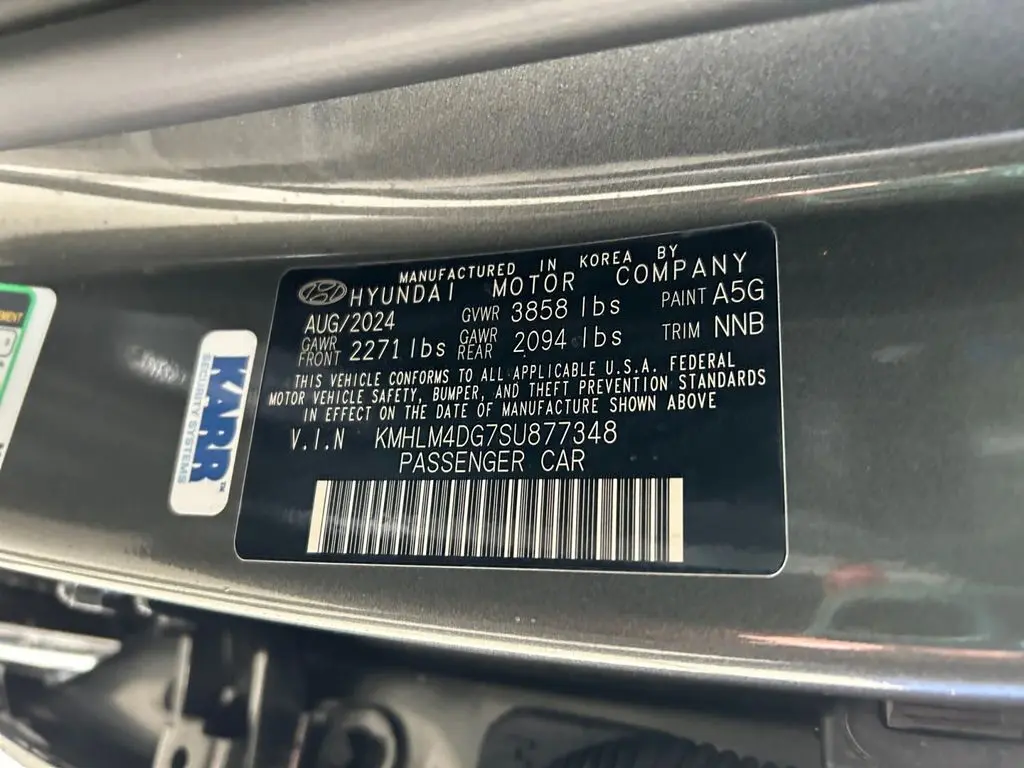 MANUFACTURED IN KOREA BY
HYUNDAI MOTOR COMPANY
AUG/2024 GVWR 3858 lbs PAINT A5G
GAWR FRONT 2271 lbs GAWR REAR 2094 lbs TRIM NNB
THIS VEHICLE CONFORMS TO ALL APPLICABLE U.S.A. FEDERAL
MOTOR VEHICLE SAFETY, BUMPER, AND THEFT PREVENTION STANDARDS
IN EFFECT ON THE DATE OF MANUFACTURE SHOWN ABOVE
V.I.N KMHLM4DG7SU877348
PASSENGER CAR
KARR™
SECURITY SYSTEMS